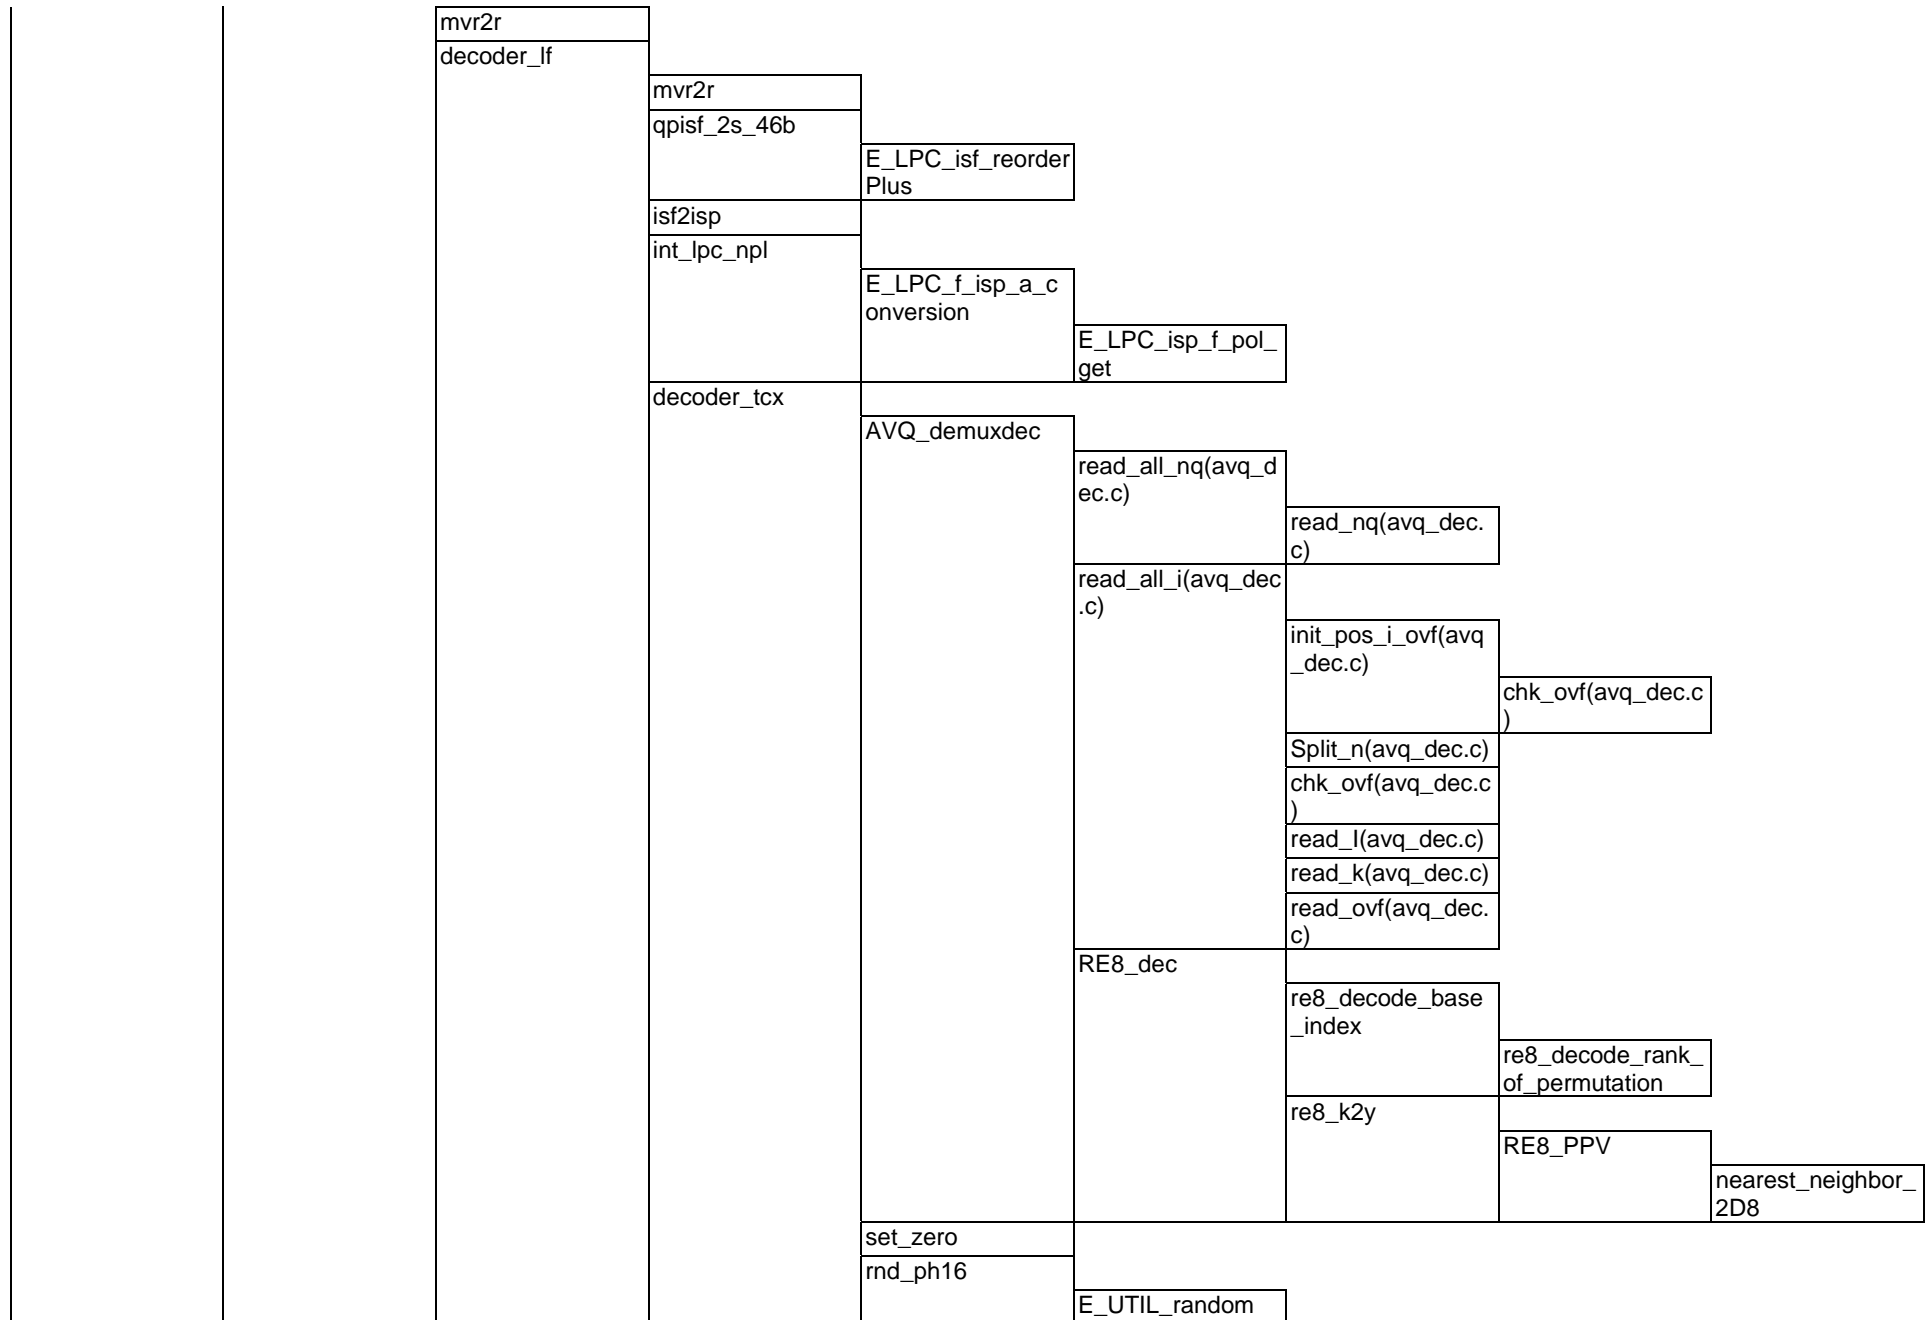 mvr2r
decoder_lf
mvr2r
qpisf_2s_46b
E_LPC_isf_reorder
Plus
isf2isp
int_lpc_npl
E_LPC_f_isp_a_c
onversion
E_LPC_isp_f_pol_
get
decoder_tcx
AVQ_demuxdec
read_all_nq(avq_d
ec.c)
read_nq(avq_dec.
c)
read_all_i(avq_dec
.c)
init_pos_i_ovf(avq
_dec.c)
chk_ovf(avq_dec.c
)
Split_n(avq_dec.c)
chk_ovf(avq_dec.c
)
read_I(avq_dec.c)
read_k(avq_dec.c)
read_ovf(avq_dec.
c)
RE8_dec
re8_decode_base
_index
re8_decode_rank_
of_permutation
re8_k2y
RE8_PPV
nearest_neighbor_
2D8
set_zero
rnd_ph16
E_UTIL_random